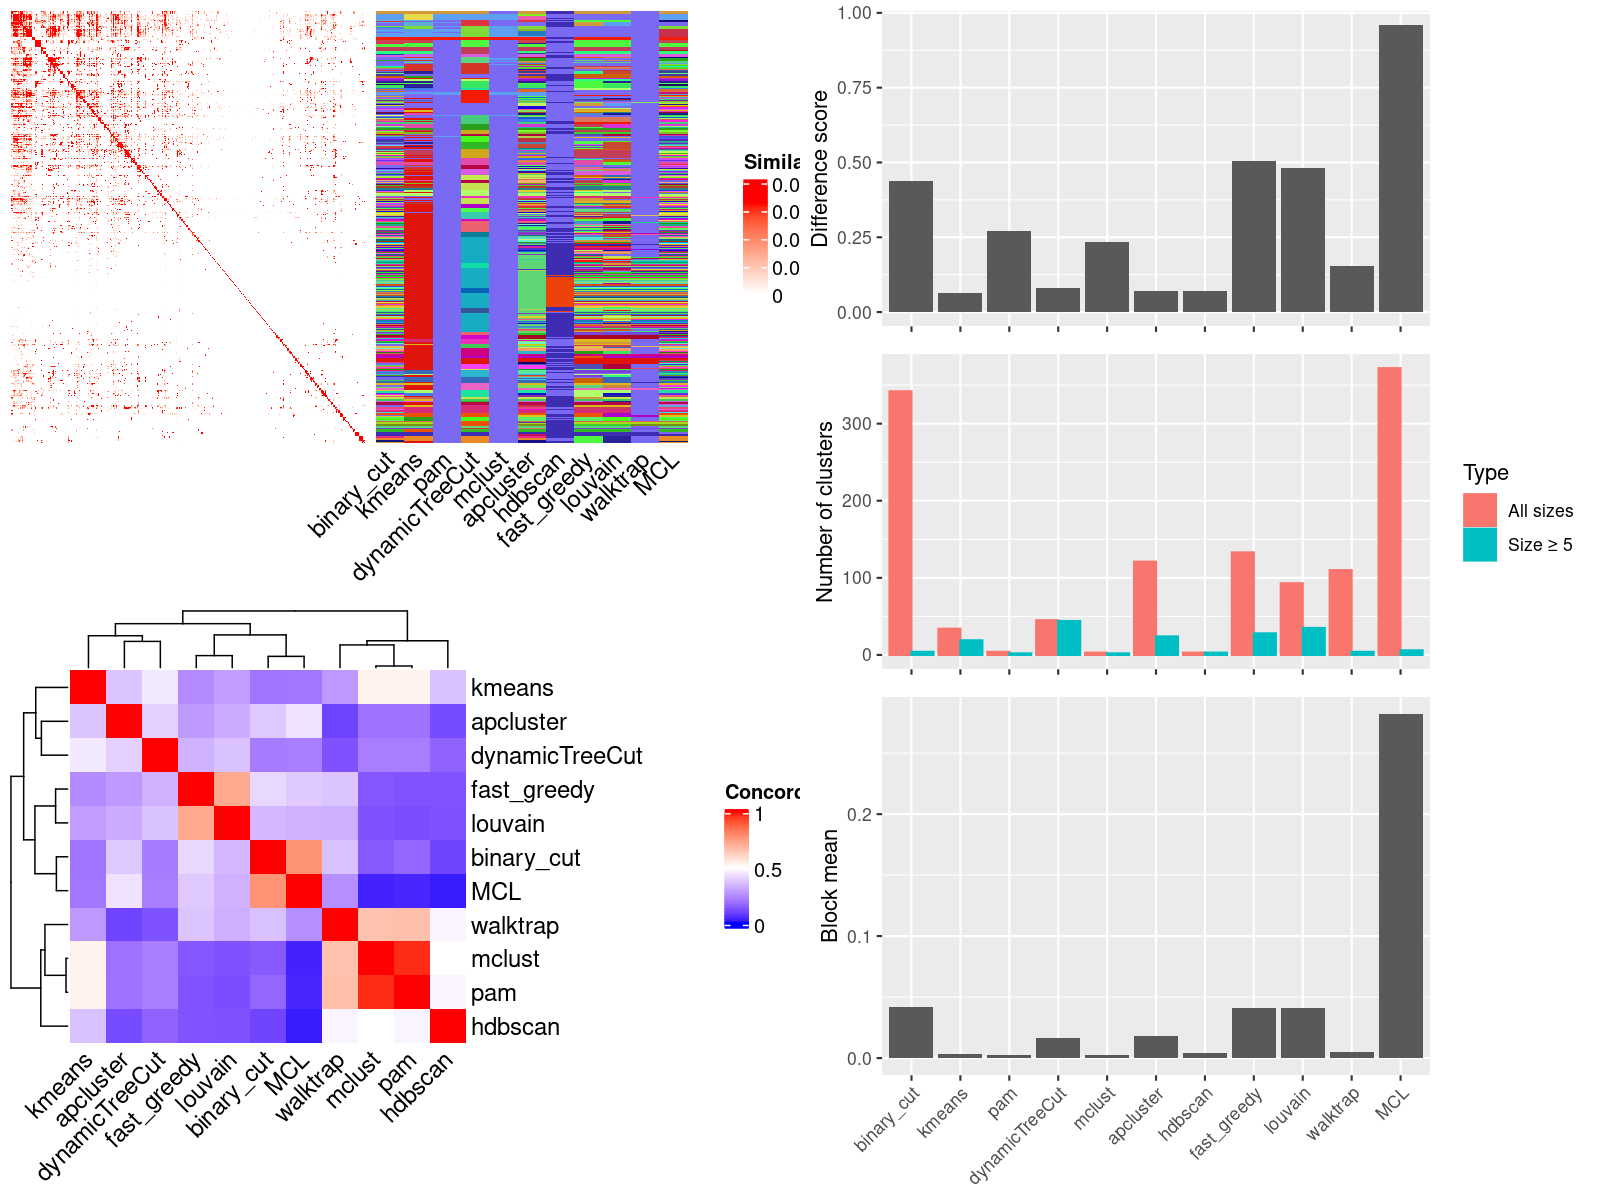 Simila
0.0
0.0
0.0
0.0
0
binary_cut
kmeans
pam
dynamicTreeCut
mclust
apcluster
hdbscan
fast_greedy
louvain
walktrap
MCL
kmeans
apcluster
dynamicTreeCut
fast_greedy
louvain
binary_cut
MCL
walktrap
mclust
pam
hdbscan
kmeans
apcluster
dynamicTreeCut
fast_greedy
louvain
binary_cut
MCL
walktrap
mclust
pam
hdbscan
Concord
1
0.5
0
Difference score
1.00
0.75
0.50
0.25
0.00
Number of clusters
300
200
100
0
Type
All sizes
Size ≥ 5
Block mean
0.2
0.1
0.0
binary_cut
kmeans
pam
dynamicTreeCut
mclust
apcluster
hdbscan
fast_greedy
louvain
walktrap
MCL